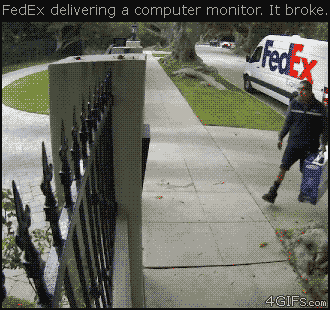 FedEx delivering a computer monitor. It broke.
FedEx
4GIFs.com